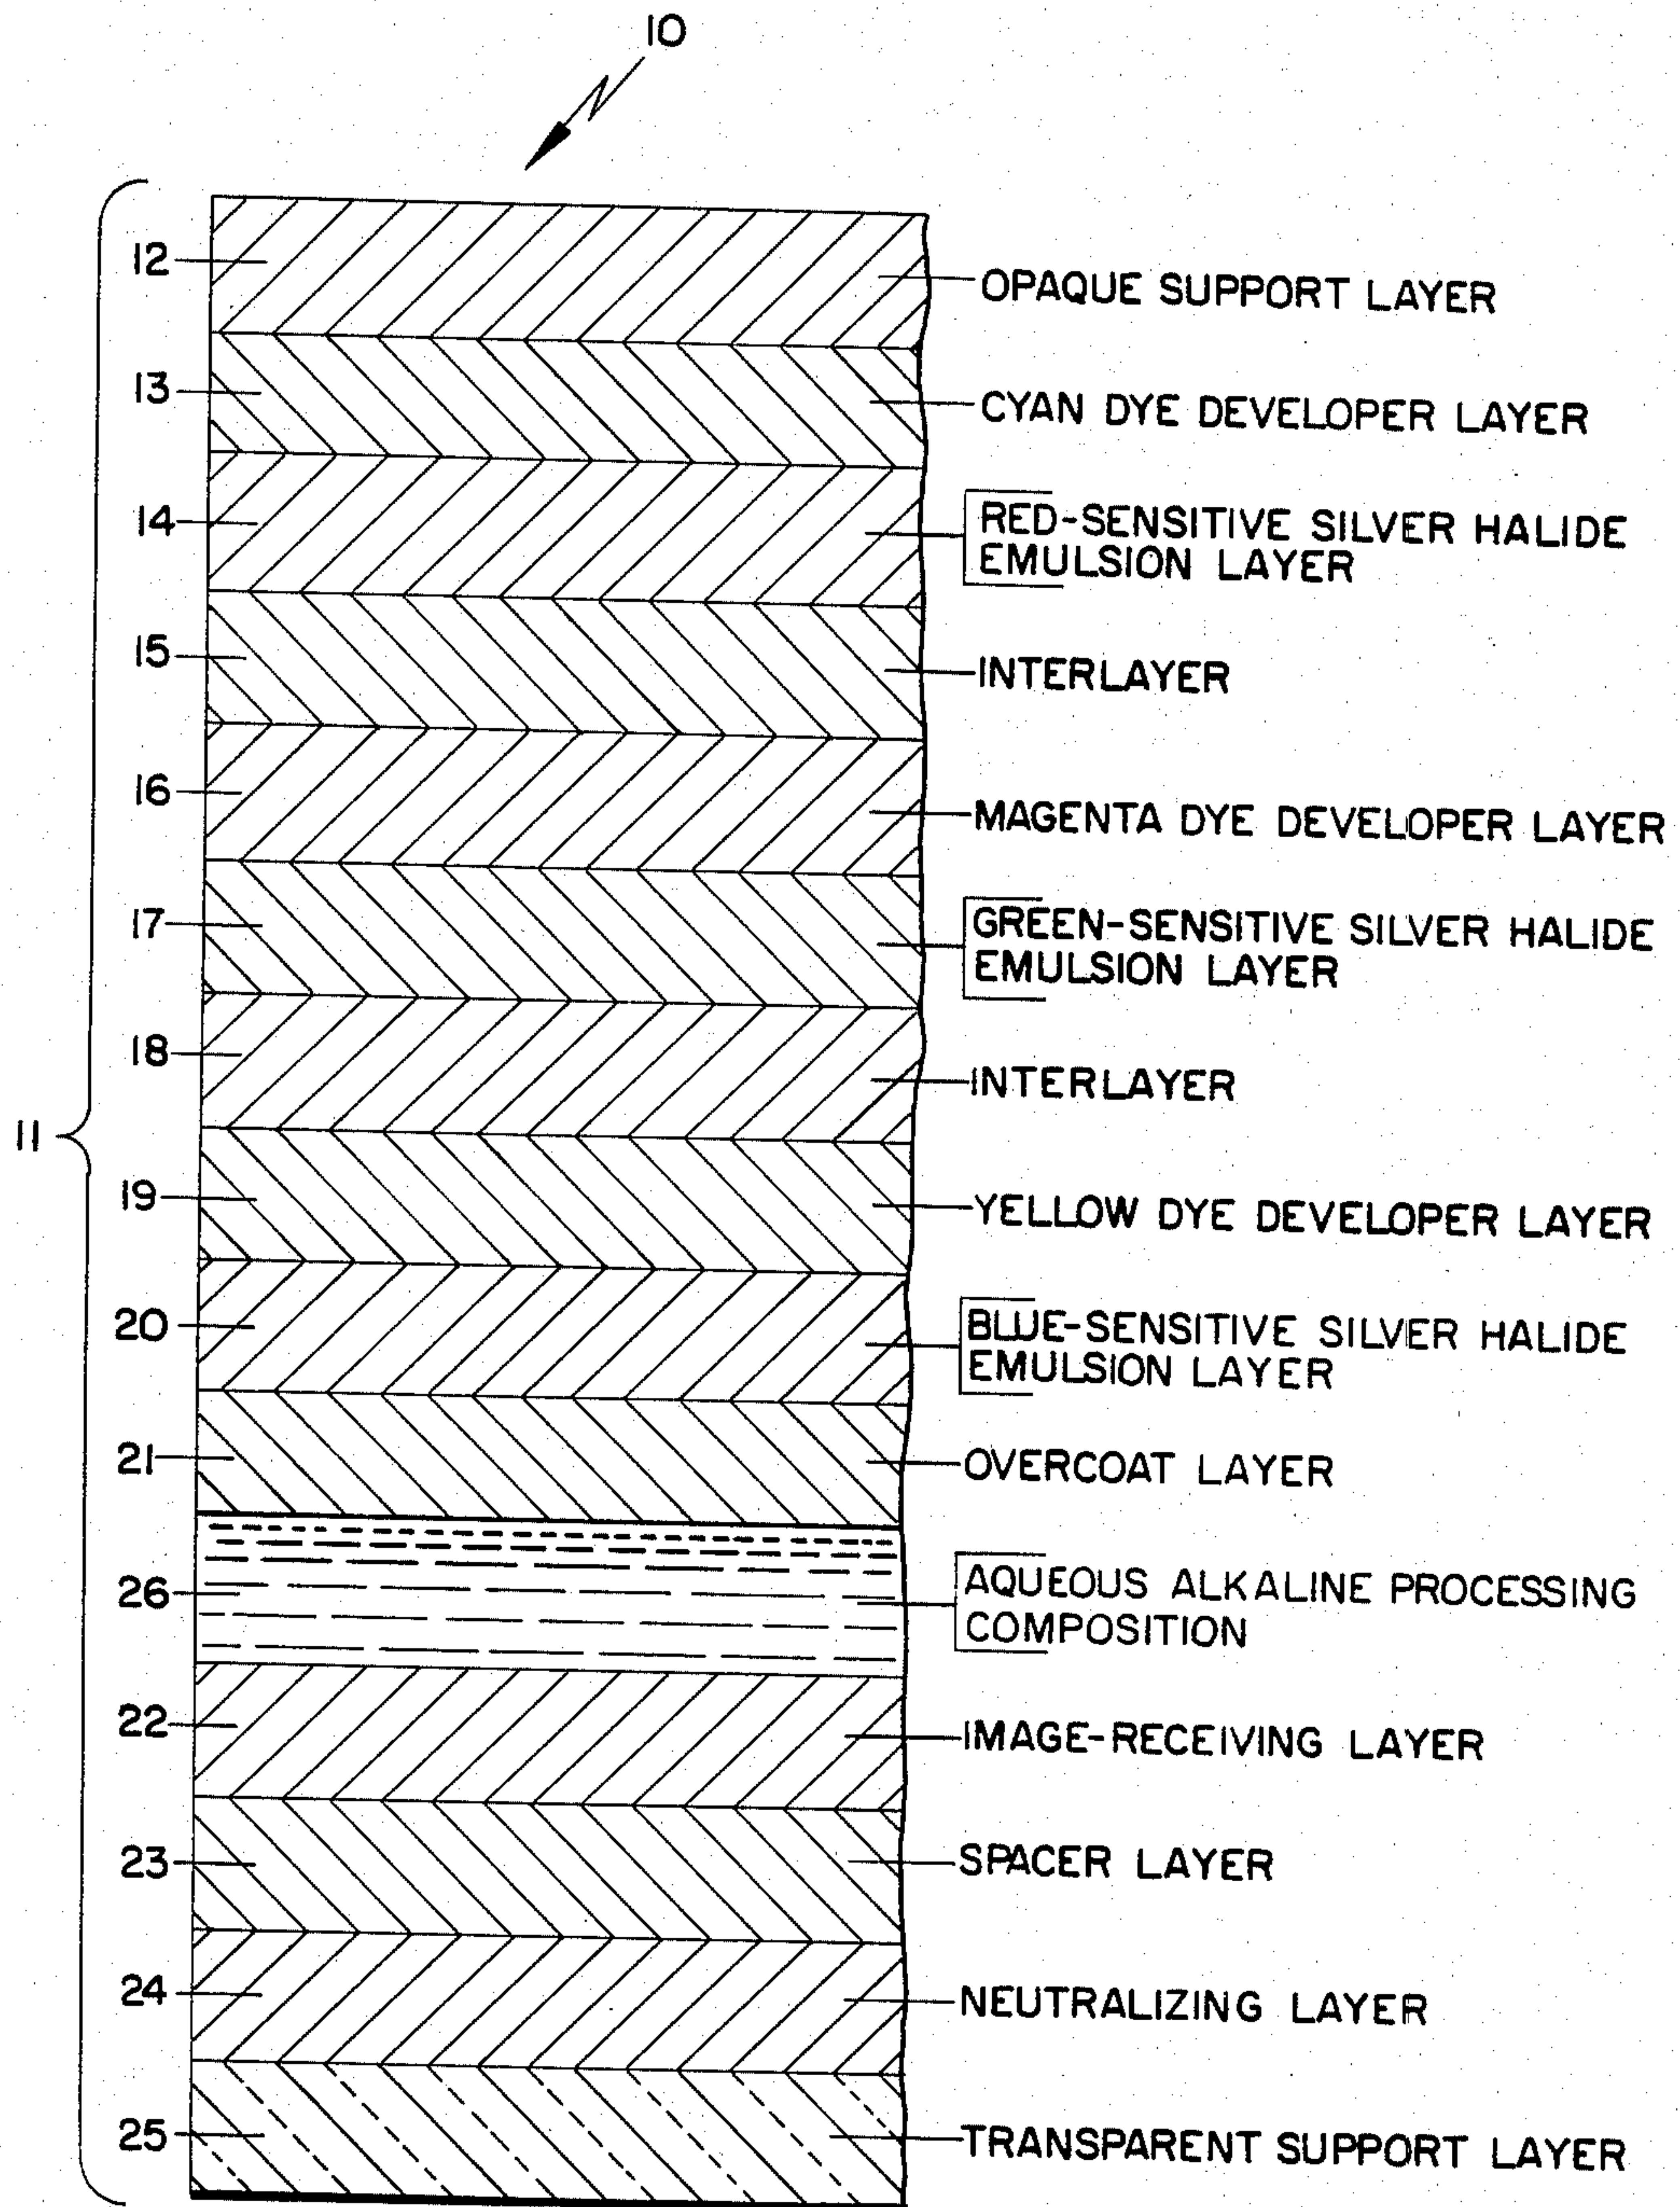 10
11
12 OPAQUE SUPPORT LAYER
13 CYAN DYE DEVELOPER LAYER
14 RED-SENSITIVE SILVER HALIDE
EMULSION LAYER
15 INTERLAYER
16 MAGENTA DYE DEVELOPER LAYER
17 GREEN-SENSITIVE SILVER HALIDE
EMULSION LAYER
18 INTERLAYER
19 YELLOW DYE DEVELOPER LAYER
20 BLUE-SENSITIVE SILVER HALIDE
EMULSION LAYER
21 OVERCOAT LAYER
26 AQUEOUS ALKALINE PROCESSING
COMPOSITION
22 IMAGE-RECEIVING LAYER
23 SPACER LAYER
24 NEUTRALIZING LAYER
25 TRANSPARENT SUPPORT LAYER